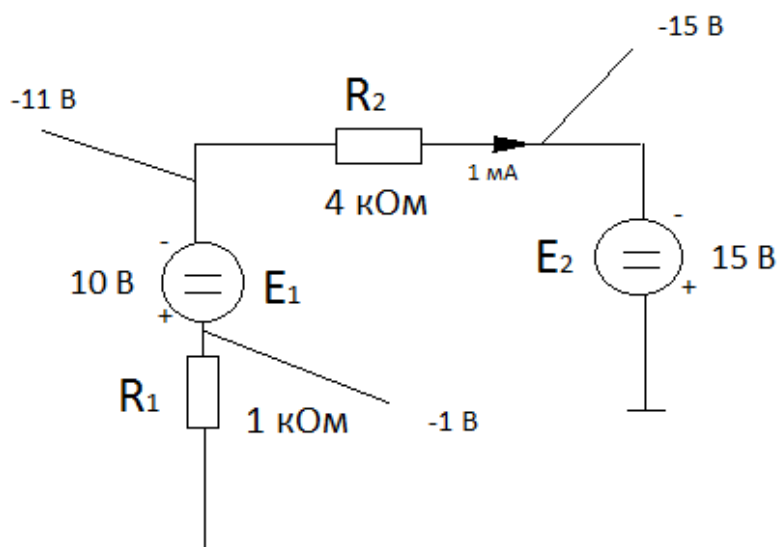 -15 В
-11 В
R2
1 мА
4 кОм
-
-
10 В
E1
E2
15 В
+
+
R1
1 кОм
-1 В